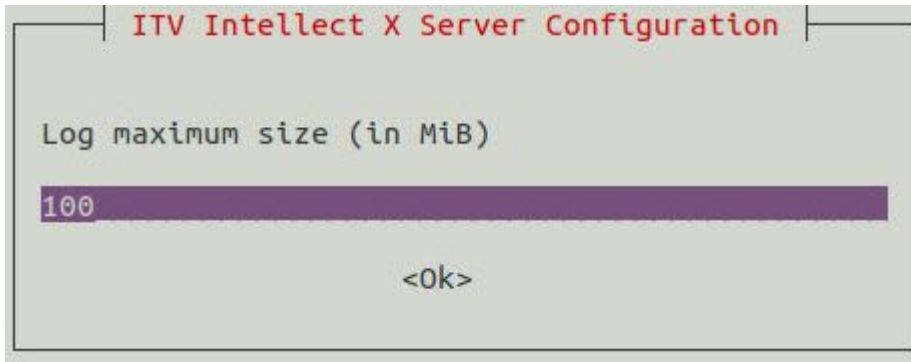 ITV Intellect X Server Configuration
Log maximum size (in MiB)
100
<Ok>